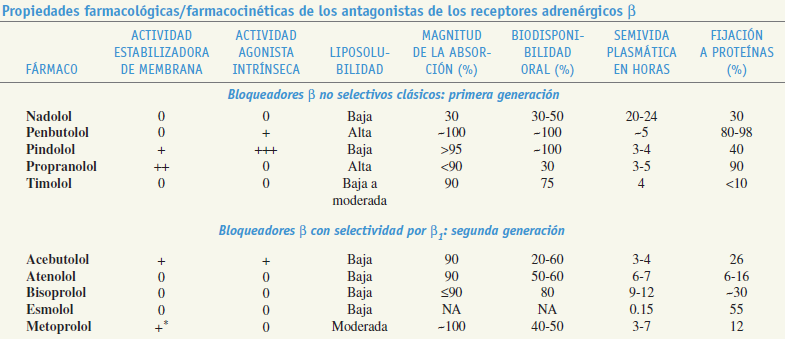 Propiedades farmacológicas/farmacocinéticas de los antagonistas de los receptores adrenérgicos β
ACTIVIDAD ACTIVIDAD MAGNITUD BIODISPONI- SEMIVIDA FIJACIÓN
ESTABILIZADORA AGONISTA LIPOSOLU- DE LA ABSOR- BILIDAD PLASMÁTICA A PROTEÍNAS
FÁRMACO DE MEMBRANA INTRÍNSECA BILIDAD CIÓN (%) ORAL (%) EN HORAS (%)
Bloqueadores β no selectivos clásicos: primera generación
Nadolol 0 0 Baja 30 30-50 20-24 30
Penbutolol 0 + Alta ~100 ~100 ~5 80-98
Pindolol + +++ Baja >95 ~100 3-4 40
Propranolol ++ 0 Alta <90 30 3-5 90
Timolol 0 0 Baja a 90 75 4 <10
moderada
Bloqueadores β con selectividad por β1: segunda generación
Acebutolol + + Baja 90 20-60 3-4 26
Atenolol 0 0 Baja 90 50-60 6-7 6-16
Bisoprolol 0 0 Baja ≤90 80 9-12 ~30
Esmolol 0 0 Baja NA NA 0.15 55
Metoprolol +* 0 Moderada ~100 40-50 3-7 12